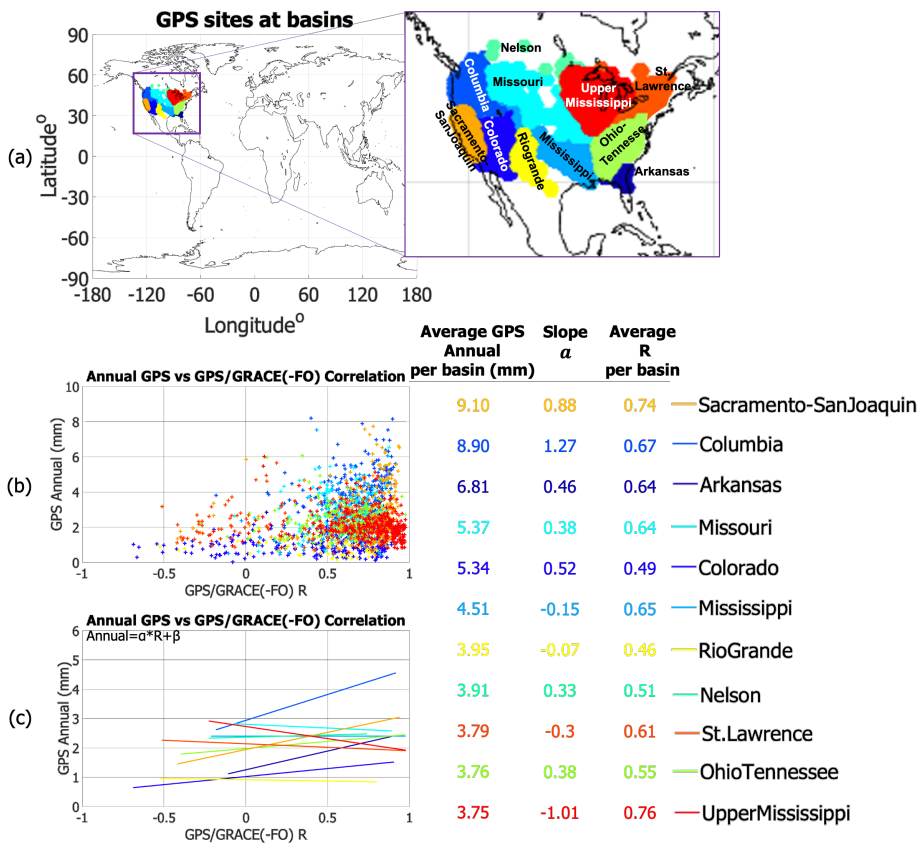 GPS sites at basins
(a)
Latitude°
90
60
30
0
-30
-60
-90
-180
-120
-60
0
60
120
180
Longitude°
Nelson
Columbia
Missouri
Upper
Mississippi
St.
Lawrence
Sacramento
SanJoaquin
Colorado
Riogrande
Mississippi
Ohio-
Tennesse
Arkansas
Average GPS
Annual
per basin (mm)
Slope
a
Average
R
per basin
9.10 0.88 0.74 Sacramento-SanJoaquin
8.90 1.27 0.67 Columbia
6.81 0.46 0.64 Arkansas
5.37 0.38 0.64 Missouri
5.34 0.52 0.49 Colorado
4.51 -0.15 0.65 Mississippi
3.95 -0.07 0.46 RioGrande
3.91 0.33 0.51 Nelson
3.79 -0.3 0.61 St.Lawrence
3.76 0.38 0.55 OhioTennessee
3.75 -1.01 0.76 UpperMississippi
(b)
Annual GPS vs GPS/GRACE(-FO) Correlation
GPS Annual (mm)
10
8
6
4
2
0
-1 -0.5 0 0.5 1
GPS/GRACE(-FO) R
(c)
Annual GPS vs GPS/GRACE(-FO) Correlation
Annual=α*R+β
GPS Annual (mm)
6
5
4
3
2
1
0
-1 -0.5 0 0.5 1
GPS/GRACE(-FO) R